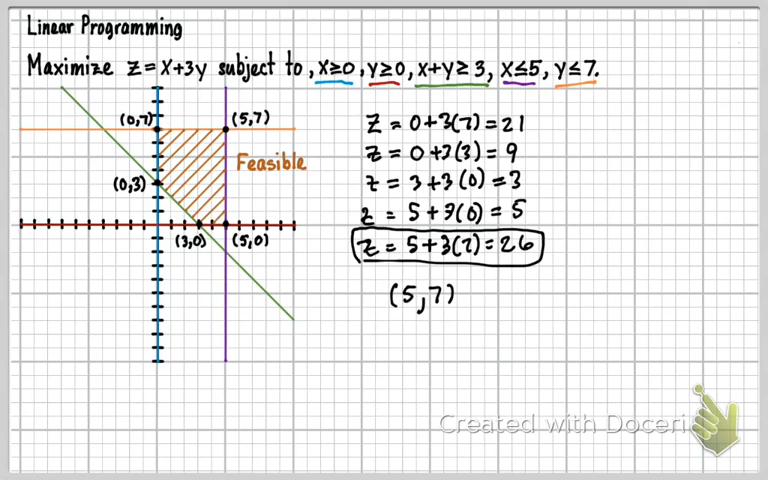 Linear Programming
Maximize z = x+3y subject to, x≥0, y≥0, x+y≥3, x≤5, y≤7.
(0,7)
(5,7)
Feasible
(0,3)
(3,0)
(5,0)
z = 0+3(7) = 21
z = 0+3(3) = 9
z = 3+3(0) = 3
z = 5+3(0) = 5
z = 5+3(7) = 26
(5,7)
Created with Doceri